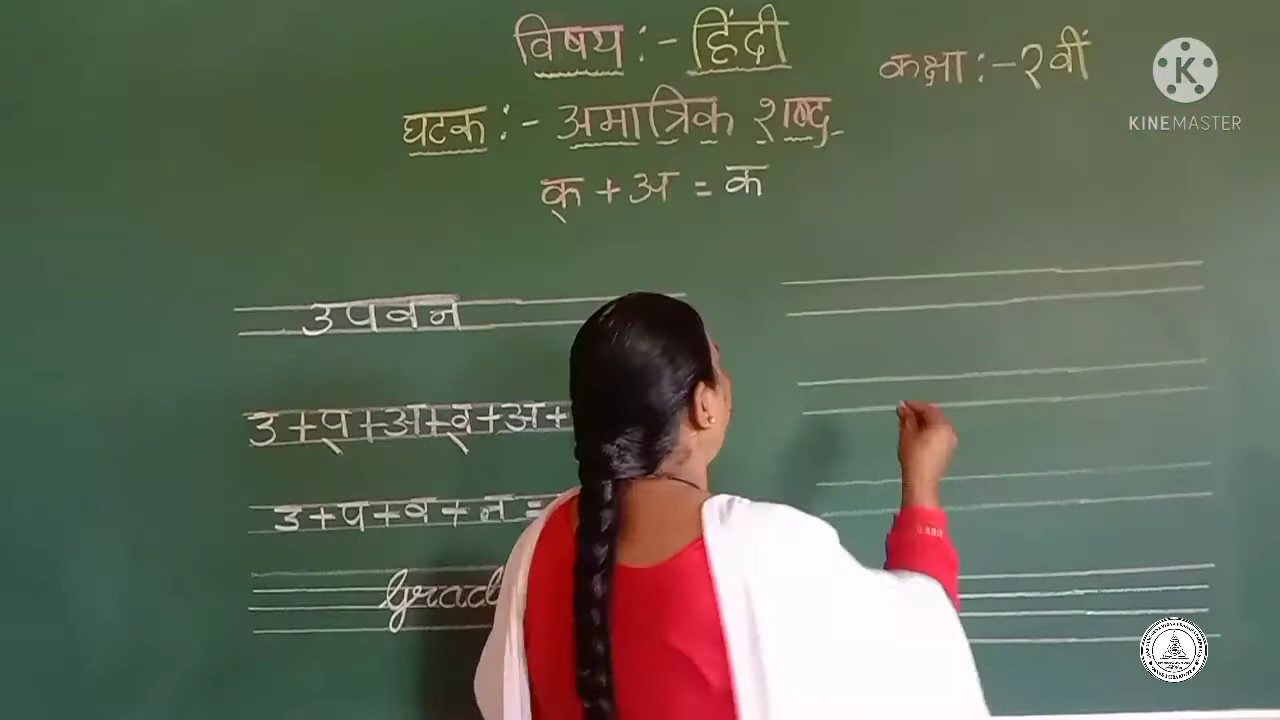 विषय :- हिंदी
कक्षा :- २वीं
घटक :- अमात्रिक शब्द
क् + अ = क
उपवन
उ + प् + अ + व् + अ +
उ + प + व + न =
KINEMASTER